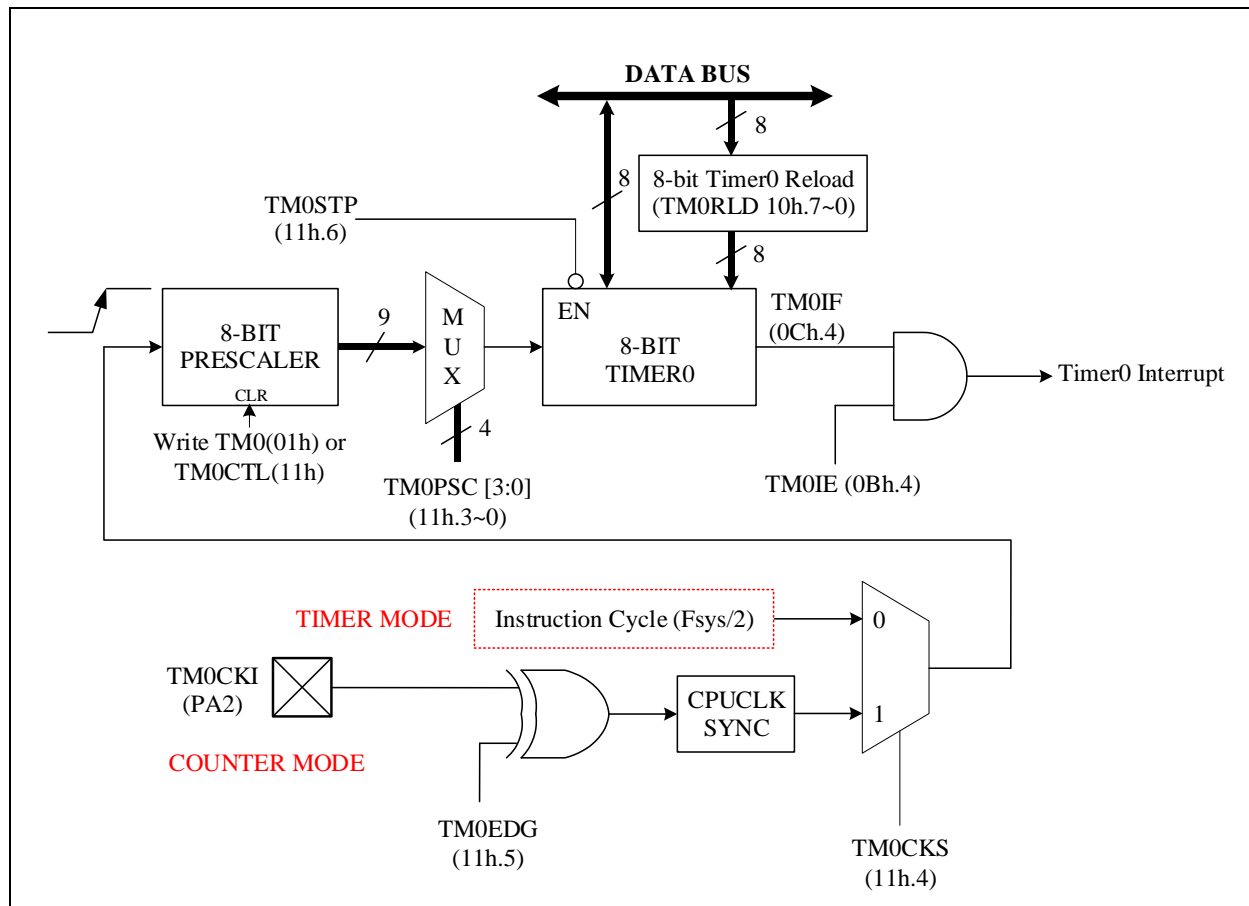 DATA BUS
8
8
8-bit Timer0 Reload
(TM0RLD 10h.7~0)
8
TM0STP
(11h.6)
8-BIT
PRESCALER
CLR
9
M
U
X
EN
8-BIT
TIMER0
TM0IF
(0Ch.4)
Timer0 Interrupt
Write TM0(01h) or
TM0CTL(11h)
4
TM0PSC [3:0]
(11h.3~0)
TM0IE (0Bh.4)
TIMER MODE
Instruction Cycle (Fsys/2)
0
TM0CKI
(PA2)
CPUCLK
SYNC
1
COUNTER MODE
TM0EDG
(11h.5)
TM0CKS
(11h.4)